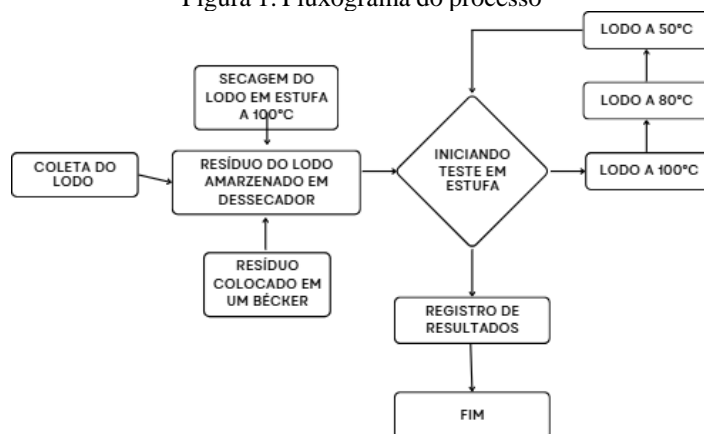 Figura 1: Fluxograma do processo
LODO A 50°C
SECAGEM DO
LODO EM ESTUFA
A 100°C
LODO A 80°C
COLETA DO
LODO
RESÍDUO DO LODO
AMARZENADO EM
DESSECADOR
INICIANDO
TESTE EM
ESTUFA
LODO A 100°C
RESÍDUO
COLOCADO EM
UM BÉCKER
REGISTRO DE
RESULTADOS
FIM